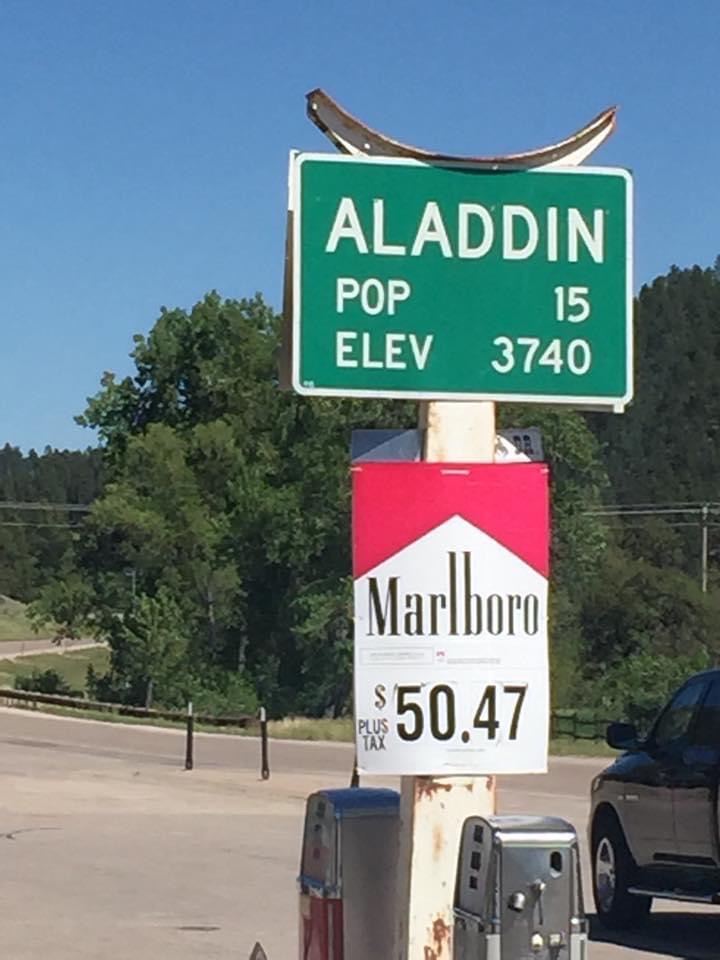 ALADDIN
POP 15
ELEV 3740
Marlboro
$ 50.47
PLUS
TAX